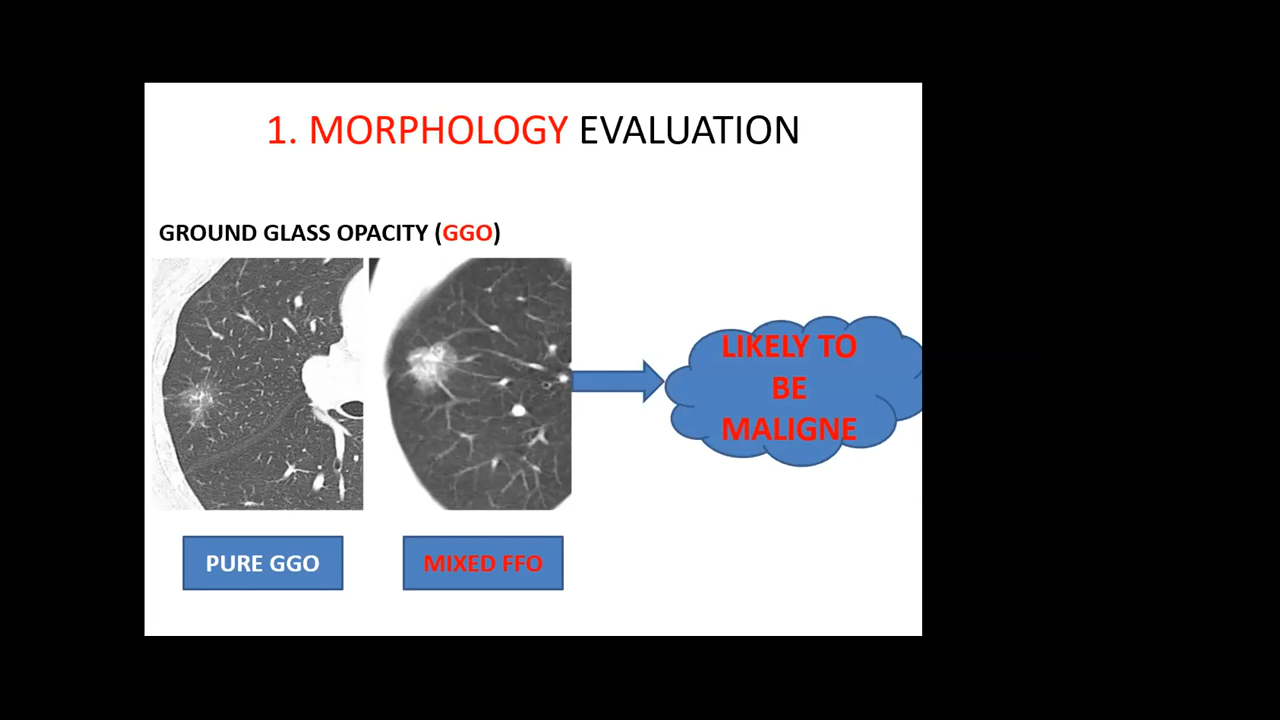 1. MORPHOLOGY EVALUATION
GROUND GLASS OPACITY (GGO)
LIKELY TO
BE
MALIGNE
PURE GGO
MIXED FFO